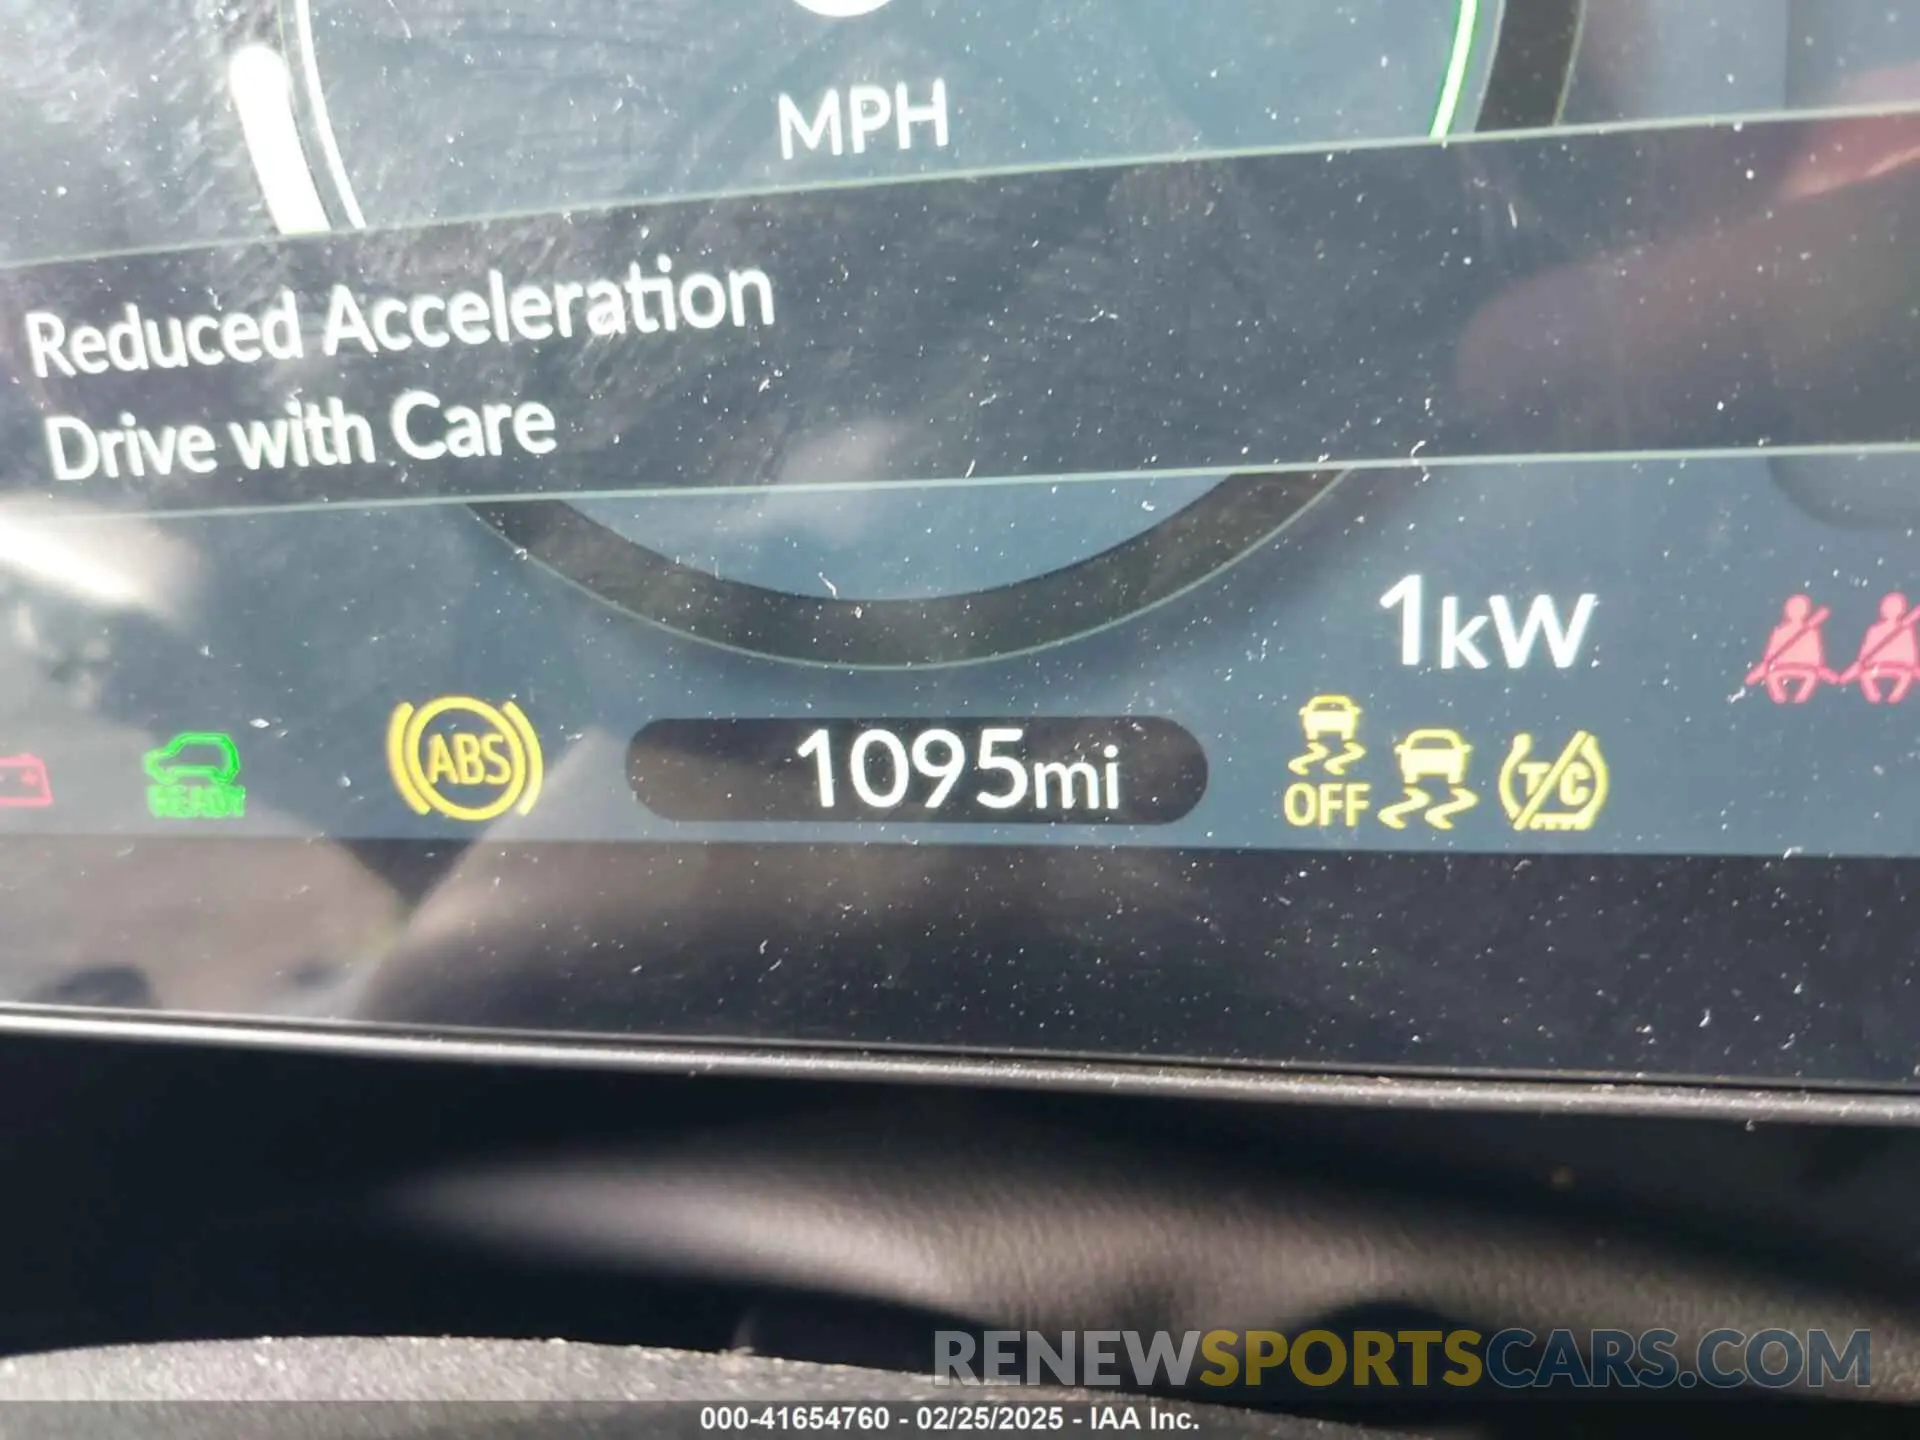 MPH
Reduced Acceleration
Drive with Care
1kW
READY
ABS
1095mi
OFF
T/C
RENEWSPORTSCARS.COM
000-41654760 - 02/25/2025 - IAA Inc.